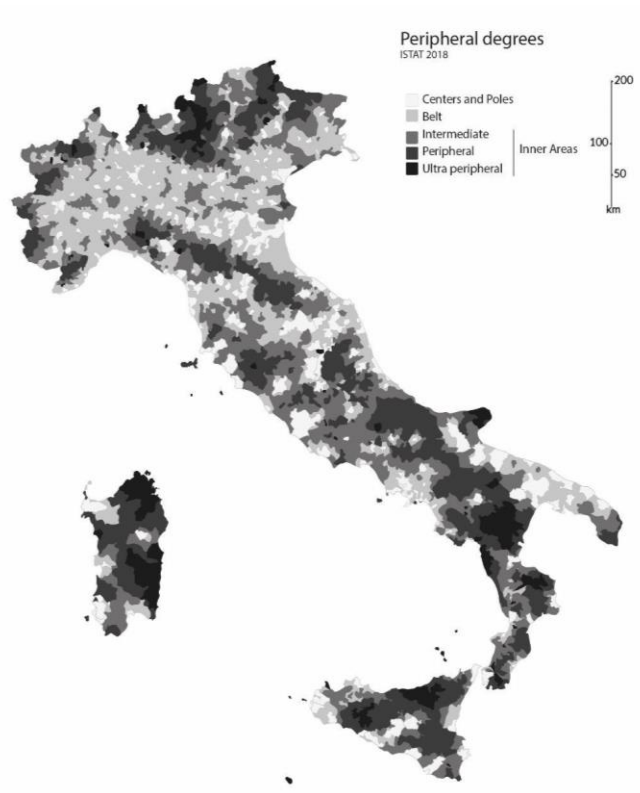 Peripheral degrees
ISTAT 2018
Centers and Poles
Belt
Intermediate
Peripheral
Ultra peripheral
Inner Areas
200
100
50
km